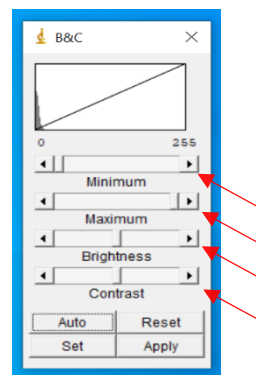 B&C
0 255
Minimum
Maximum
Brightness
Contrast
Auto Reset
Set Apply